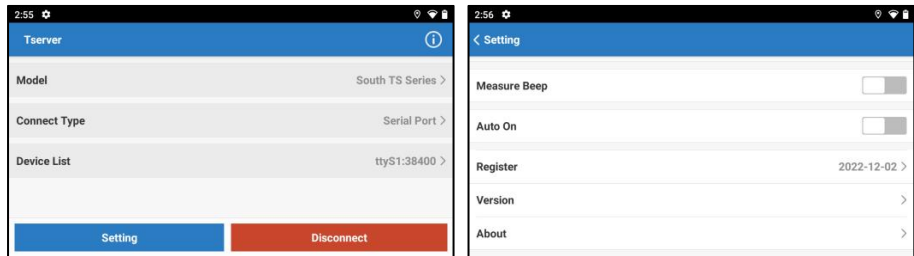 2:55
Tserver
Model South TS Series >
Connect Type Serial Port >
Device List ttyS1:38400 >
Setting Disconnect
2:56
< Setting
Measure Beep
Auto On
Register 2022-12-02 >
Version >
About >